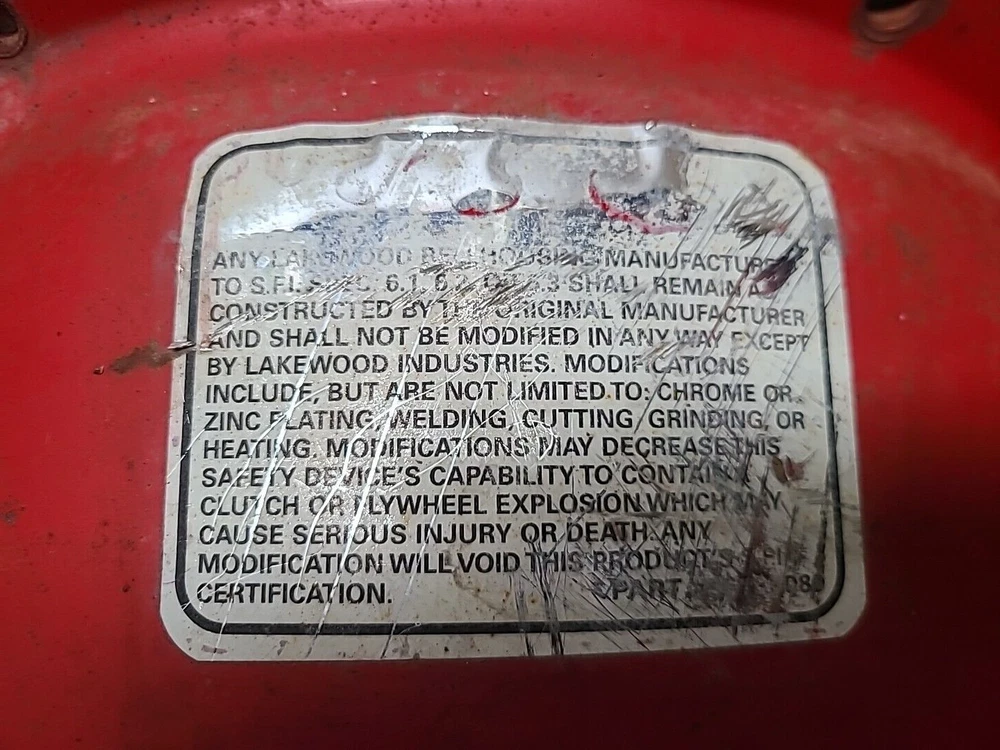 ANY LAKEWOOD BELLHOUSING MANUFACTURED
TO S.F.I. SPEC. 6.1, 6.2, OR 6.3 SHALL REMAIN AS
CONSTRUCTED BY THE ORIGINAL MANUFACTURER
AND SHALL NOT BE MODIFIED IN ANY WAY EXCEPT
BY LAKEWOOD INDUSTRIES. MODIFICATIONS
INCLUDE, BUT ARE NOT LIMITED TO: CHROME OR
ZINC PLATING, WELDING, CUTTING, GRINDING, OR
HEATING. MODIFICATIONS MAY DECREASE THIS
SAFETY DEVICE'S CAPABILITY TO CONTAIN A
CLUTCH OR FLYWHEEL EXPLOSION WHICH MAY
CAUSE SERIOUS INJURY OR DEATH. ANY
MODIFICATION WILL VOID THIS PRODUCT'S S.F.I.
CERTIFICATION. PART